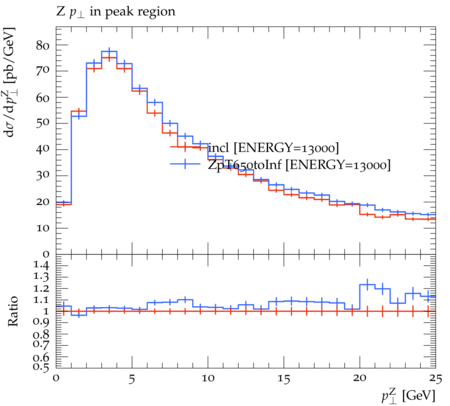 Z p⊥ in peak region
dσ/dp⊥^Z [pb/GeV]
80
70
60
50
40
30
20
10
0
incl [ENERGY=13000]
ZpT650toInf [ENERGY=13000]
Ratio
1.4
1.3
1.2
1.1
1
0.9
0.8
0.7
0.6
0.5
0 5 10 15 20 25
p⊥^Z [GeV]